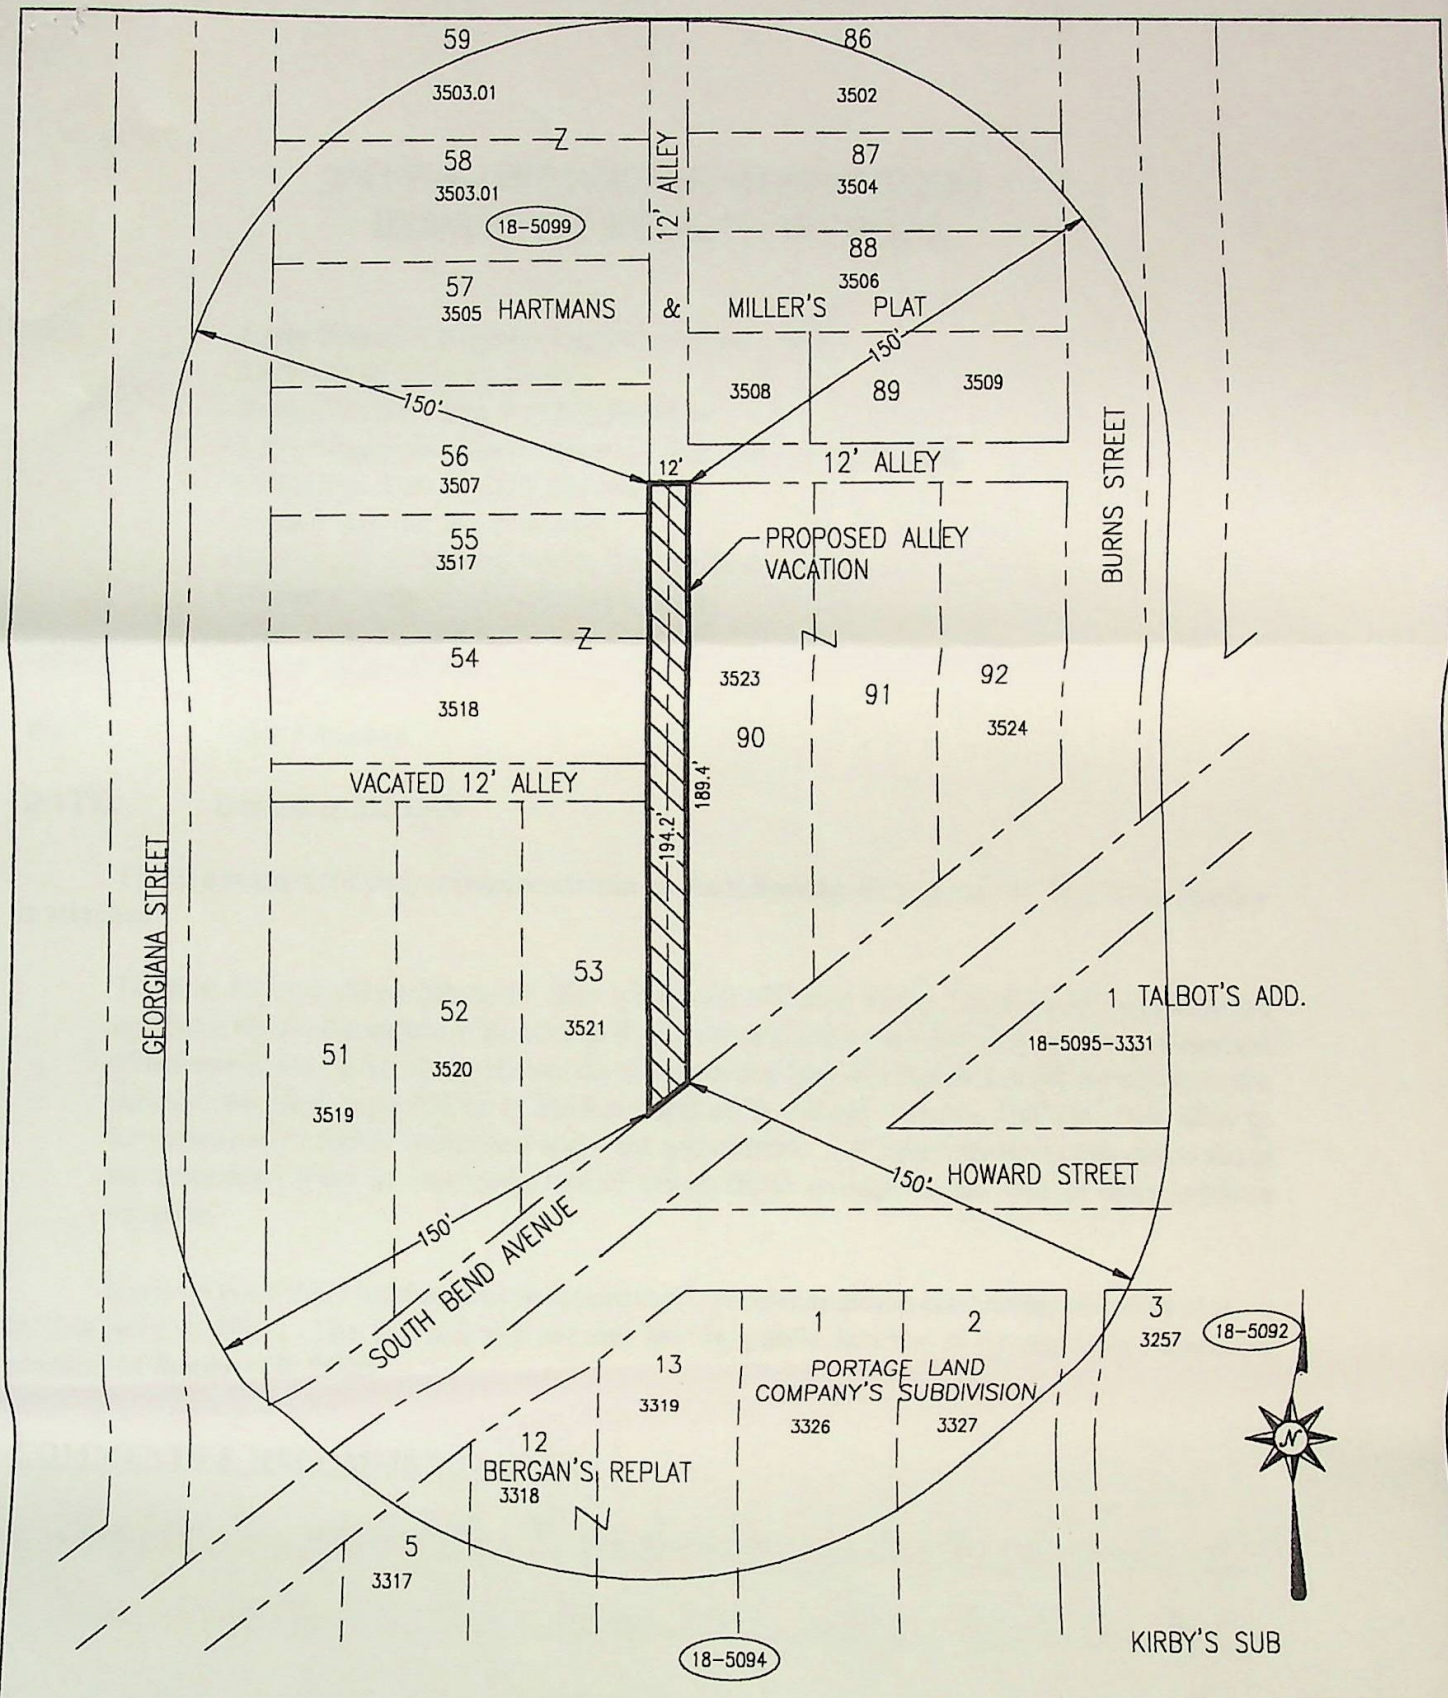 59
86
3503.01
3502
12' ALLEY
Z
58
87
3503.01
3504
18-5099
88
57
3506
3505 HARTMANS & MILLER'S PLAT
150'
150'
3508
89
3509
56
12'
12' ALLEY
3507
BURNS STREET
55
PROPOSED ALLEY
3517
VACATION
Z
Z
54
3523
91
92
3518
90
3524
VACATED 12' ALLEY
189.4'
194.2'
GEORGIANA STREET
53
1 TALBOT'S ADD.
52
3521
18-5095-3331
51
3520
3519
150'
HOWARD STREET
150'
SOUTH BEND AVENUE
1
2
3
3257
18-5092
13
PORTAGE LAND
COMPANY'S SUBDIVISION
3319
3326
3327
12
N
BERGAN'S REPLAT
3318
Z
5
3317
KIRBY'S SUB
18-5094